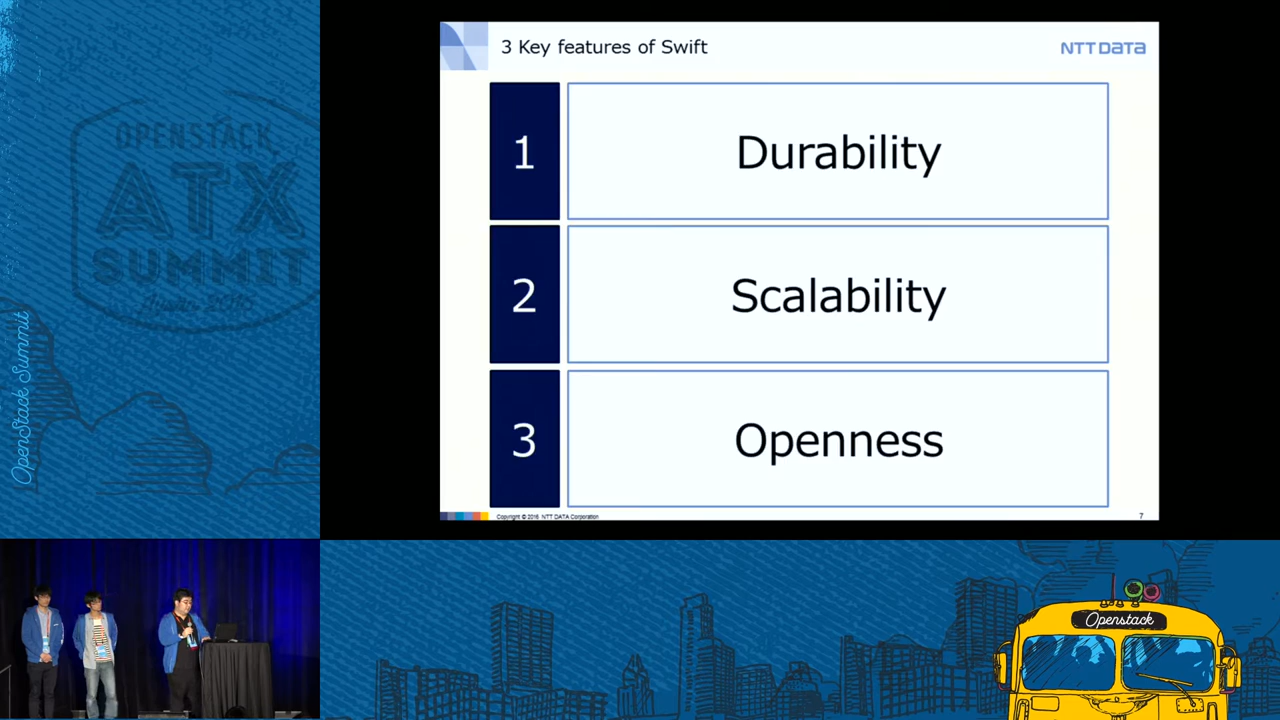 3 Key features of Swift
NTT DATA
1
Durability
2
Scalability
3
Openness
Copyright © 2016 NTT DATA Corporation
7
OPENSTACK
ATX
SUMMIT
OpenStack Summit
Openstack